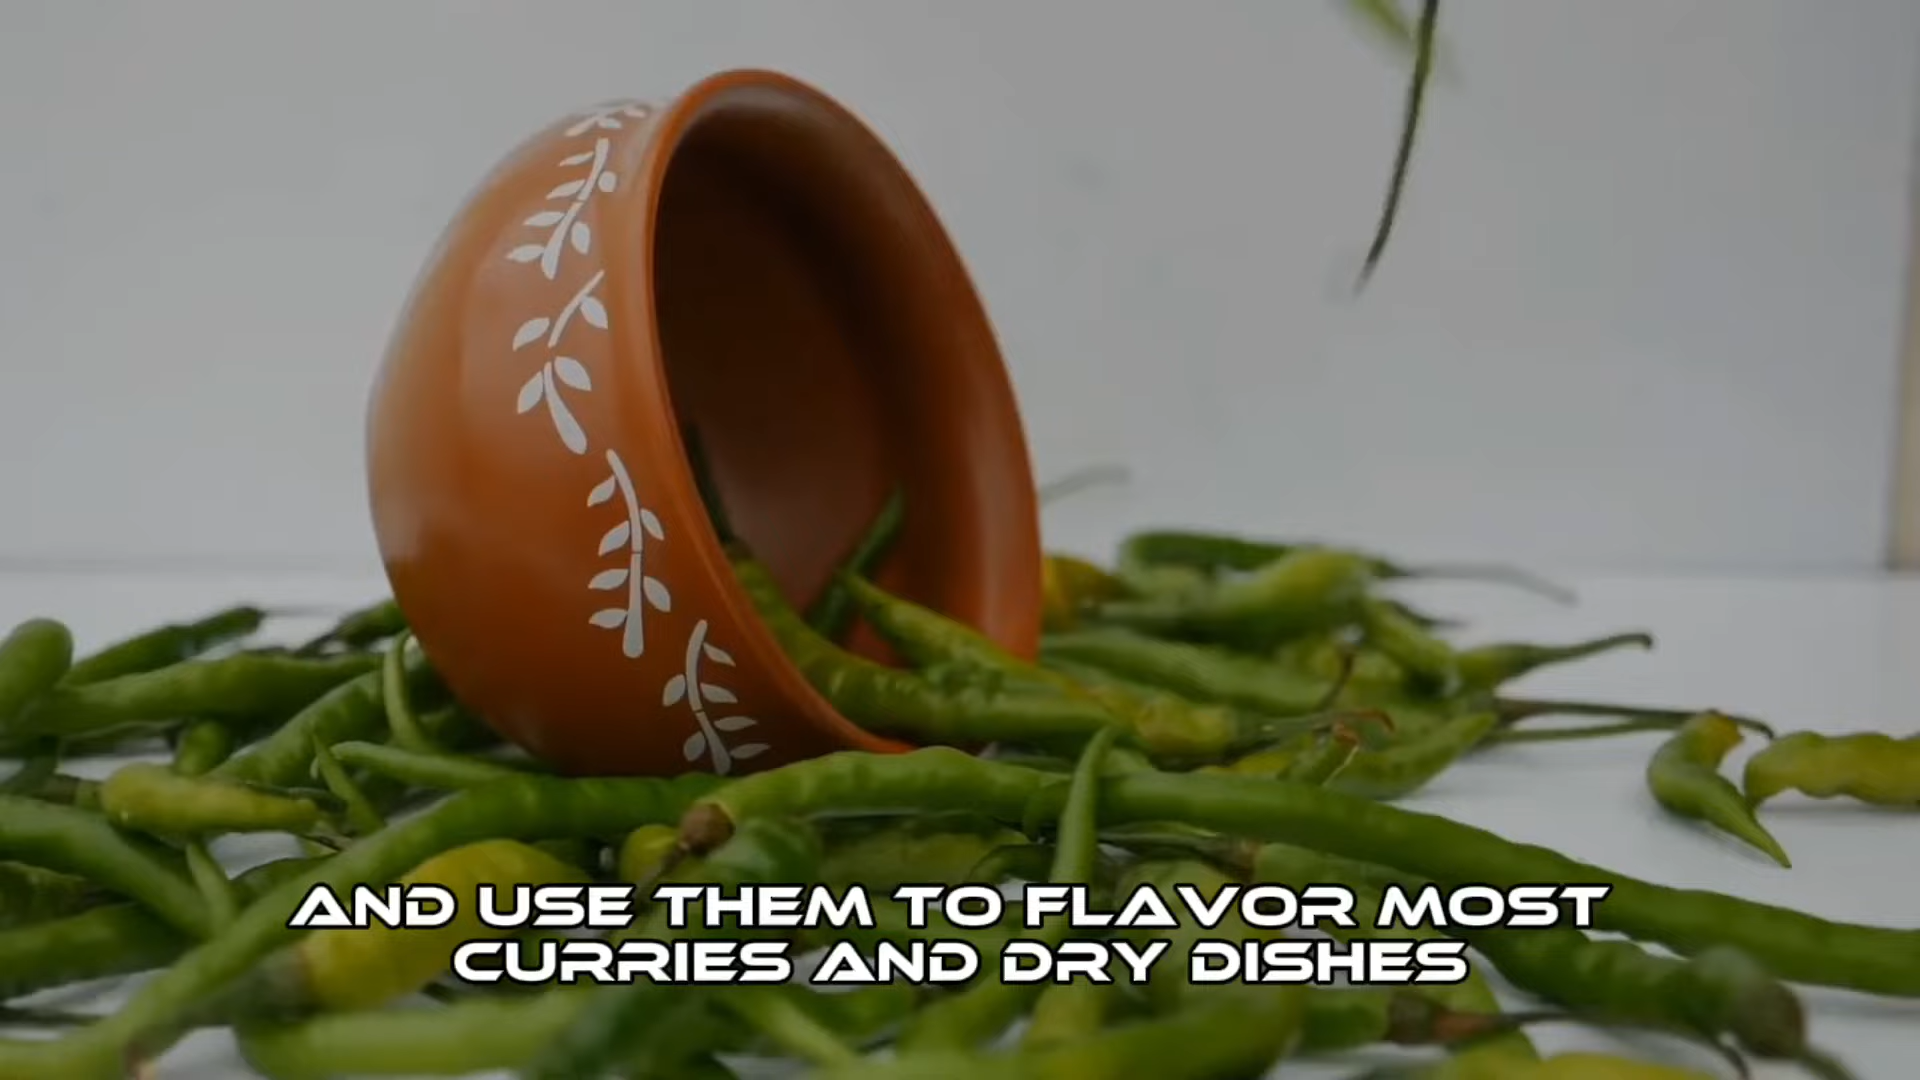 AND USE THEM TO FLAVOR MOST
CURRIES AND DRY DISHES